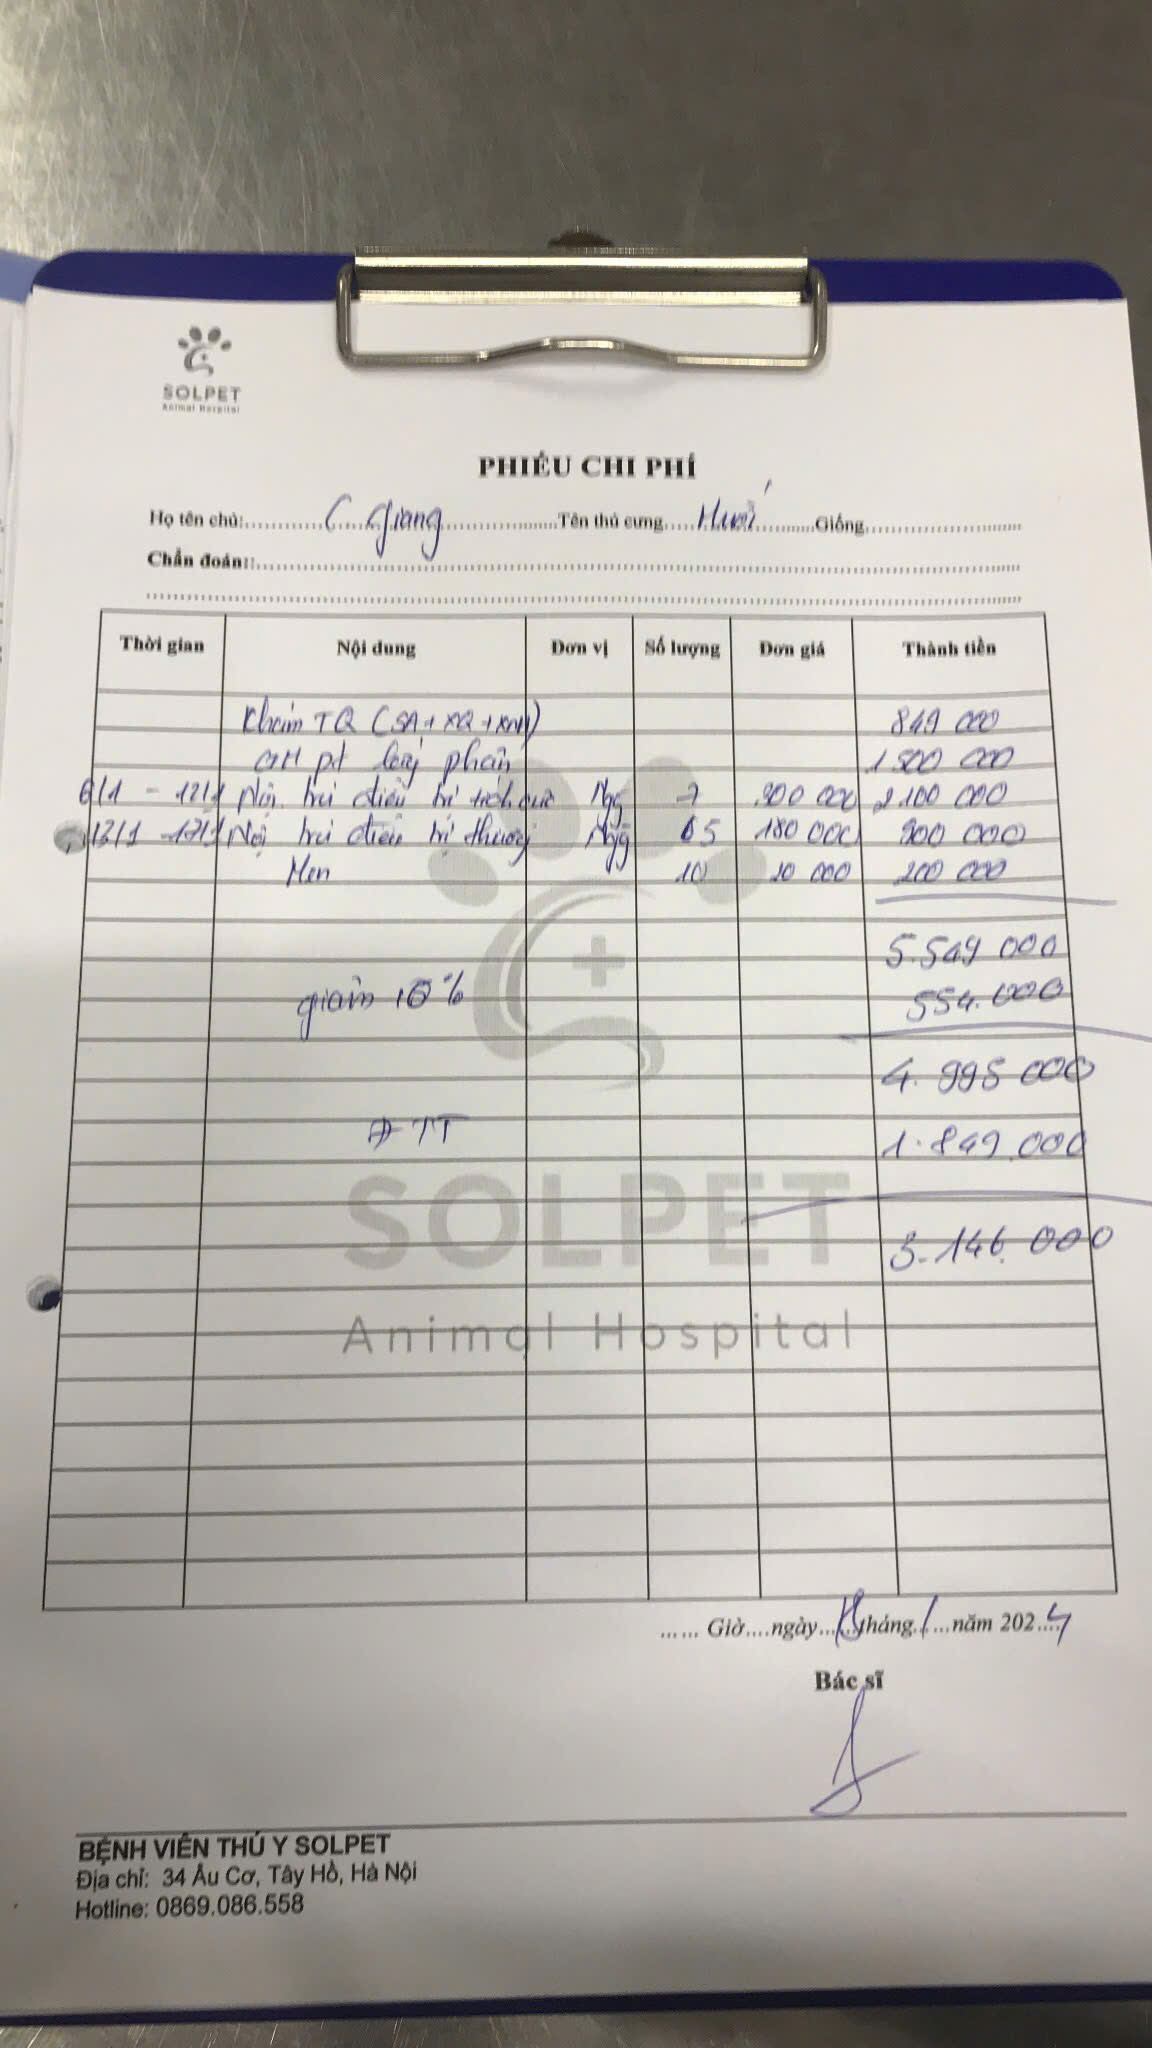 SOLPET
Animal Hospital
PHIẾU CHI PHÍ
Họ tên chủ: C Giang Tên thú cưng Muối Giống
Chẩn đoán::
Thời gian Nội dung Đơn vị Số lượng Đơn giá Thành tiền
Khám TQ (SA + XQ + XNM) 849 000
GM pt lấy phân 1 500 000
6/1 - 12/1 Nội trú điều trị tích cực Ngày 7 300 000 2 100 000
13/1 - 17/1 Nội trú điều trị thường Ngày 5 180 000 900 000
Men 10 20 000 200 000
5.549 000
giảm 10% 554.000
4.995 000
Đ TT 1.849.000
3.146.000
SOLPET
Animal Hospital
...... Giờ....ngày 18 tháng 1 năm 2024
Bác sĩ
BỆNH VIỆN THÚ Y SOLPET
Địa chỉ: 34 Âu Cơ, Tây Hồ, Hà Nội
Hotline: 0869.086.558